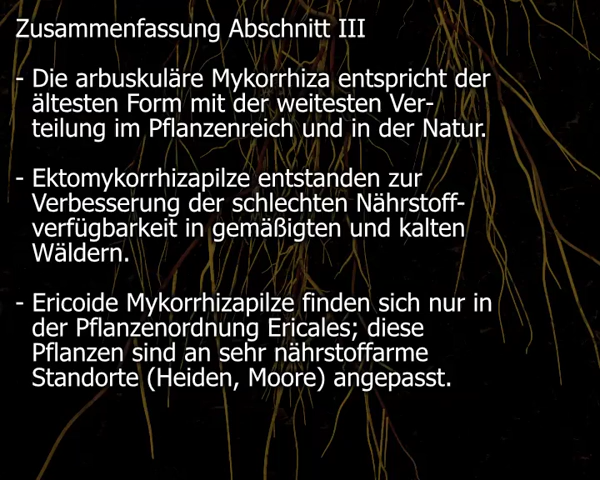 Zusammenfassung Abschnitt III
- Die arbuskuläre Mykorrhiza entspricht der
ältesten Form mit der weitesten Ver-
teilung im Pflanzenreich und in der Natur.
- Ektomykorrhizapilze entstanden zur
Verbesserung der schlechten Nährstoff-
verfügbarkeit in gemäßigten und kalten
Wäldern.
- Ericoide Mykorrhizapilze finden sich nur in
der Pflanzenordnung Ericales; diese
Pflanzen sind an sehr nährstoffarme
Standorte (Heiden, Moore) angepasst.